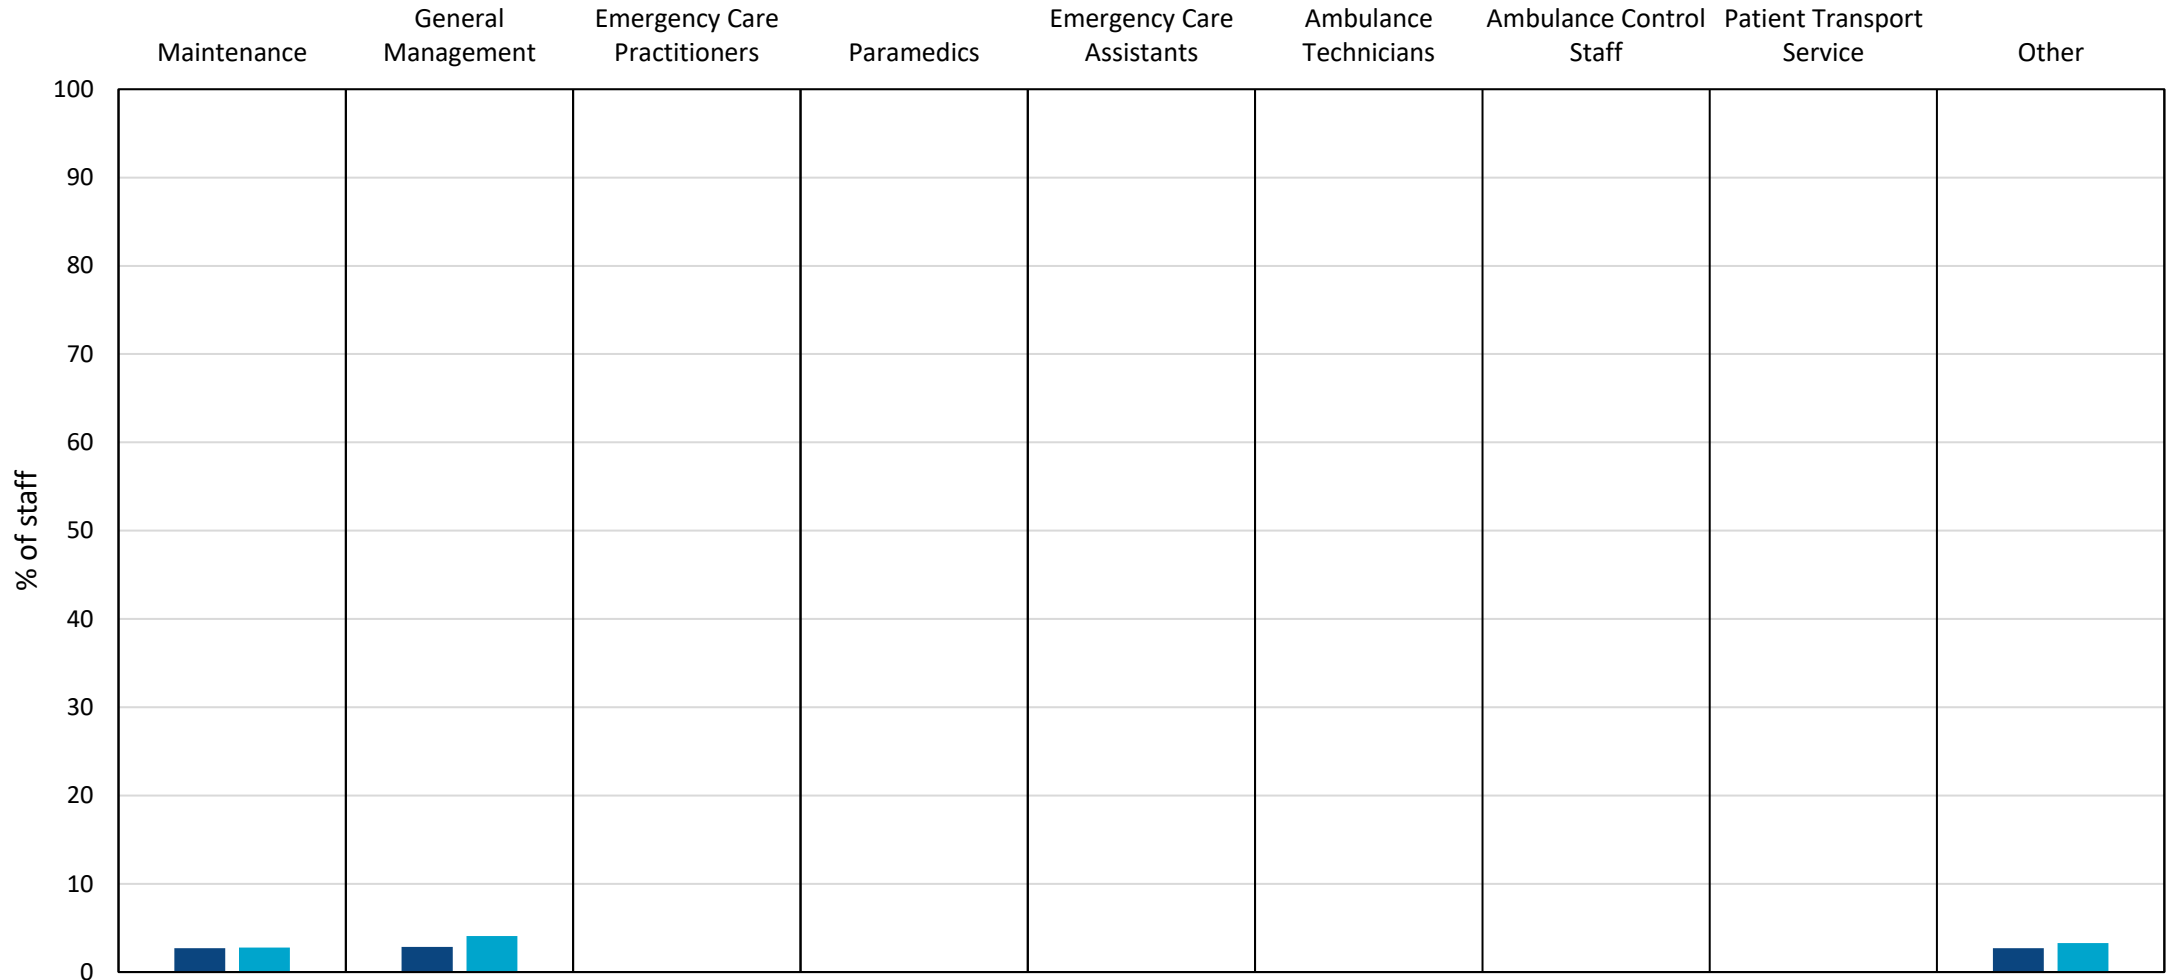 Maintenance
General
Management
Emergency Care
Practitioners
Paramedics
Emergency Care
Assistants
Ambulance
Technicians
Ambulance Control
Staff
Patient Transport
Service
Other
% of staff
100
90
80
70
60
50
40
30
20
10
0